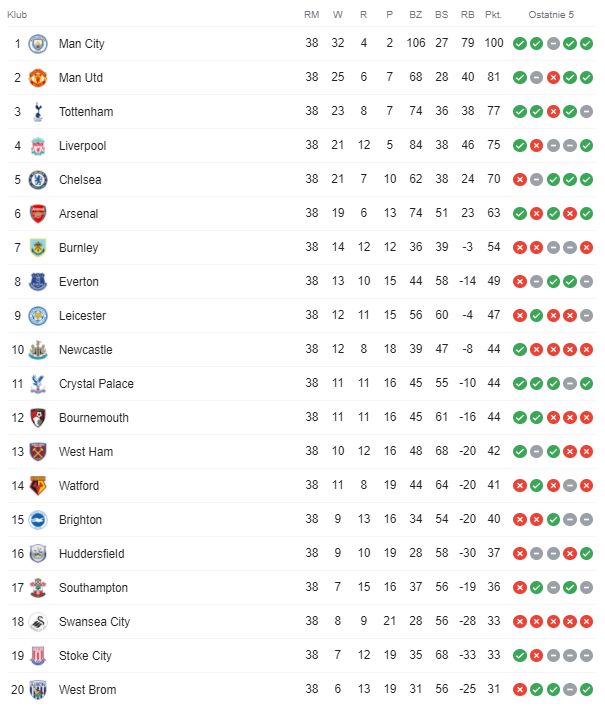 Klub RM W R P BZ BS RB Pkt. Ostatnie 5
1 Man City 38 32 4 2 106 27 79 100
2 Man Utd 38 25 6 7 68 28 40 81
3 Tottenham 38 23 8 7 74 36 38 77
4 Liverpool 38 21 12 5 84 38 46 75
5 Chelsea 38 21 7 10 62 38 24 70
6 Arsenal 38 19 6 13 74 51 23 63
7 Burnley 38 14 12 12 36 39 -3 54
8 Everton 38 13 10 15 44 58 -14 49
9 Leicester 38 12 11 15 56 60 -4 47
10 Newcastle 38 12 8 18 39 47 -8 44
11 Crystal Palace 38 11 11 16 45 55 -10 44
12 Bournemouth 38 11 11 16 45 61 -16 44
13 West Ham 38 10 12 16 48 68 -20 42
14 Watford 38 11 8 19 44 64 -20 41
15 Brighton 38 9 13 16 34 54 -20 40
16 Huddersfield 38 9 10 19 28 58 -30 37
17 Southampton 38 7 15 16 37 56 -19 36
18 Swansea City 38 8 9 21 28 56 -28 33
19 Stoke City 38 7 12 19 35 68 -33 33
20 West Brom 38 6 13 19 31 56 -25 31